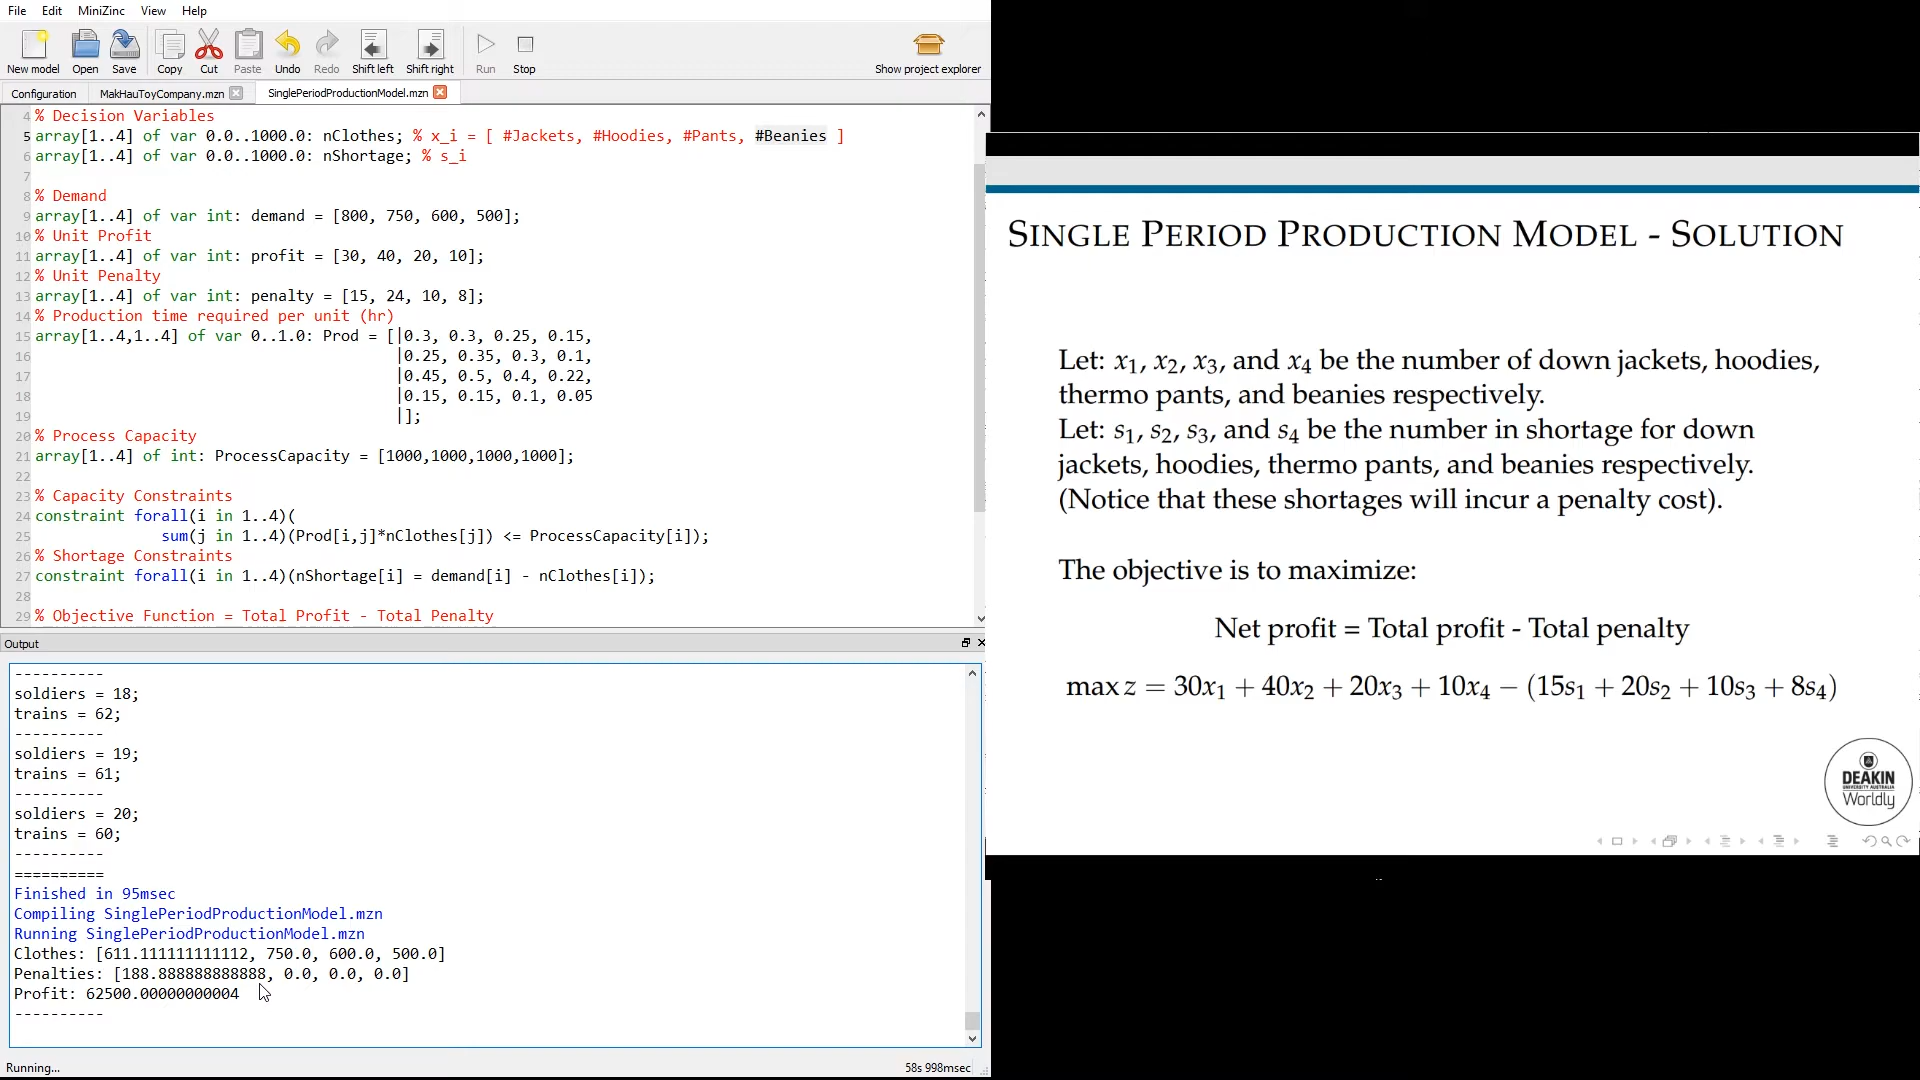 File Edit MiniZinc View Help
New model Open Save Copy Cut Paste Undo Redo Shift left Shift right Run Stop Show project explorer
Configuration MakHauToyCompany.mzn SinglePeriodProductionModel.mzn
4 % Decision Variables
5 array[1..4] of var 0.0..1000.0: nClothes; % x_i = [ #Jackets, #Hoodies, #Pants, #Beanies ]
6 array[1..4] of var 0.0..1000.0: nShortage; % s_i
7
8 % Demand
9 array[1..4] of var int: demand = [800, 750, 600, 500];
10 % Unit Profit
11 array[1..4] of var int: profit = [30, 40, 20, 10];
12 % Unit Penalty
13 array[1..4] of var int: penalty = [15, 24, 10, 8];
14 % Production time required per unit (hr)
15 array[1..4,1..4] of var 0..1.0: Prod = [|0.3, 0.3, 0.25, 0.15,
16 |0.25, 0.35, 0.3, 0.1,
17 |0.45, 0.5, 0.4, 0.22,
18 |0.15, 0.15, 0.1, 0.05
19 |];
20 % Process Capacity
21 array[1..4] of int: ProcessCapacity = [1000,1000,1000,1000];
22
23 % Capacity Constraints
24 constraint forall(i in 1..4)(
25 sum(j in 1..4)(Prod[i,j]*nClothes[j]) <= ProcessCapacity[i]);
26 % Shortage Constraints
27 constraint forall(i in 1..4)(nShortage[i] = demand[i] - nClothes[i]);
28
29 % Objective Function = Total Profit - Total Penalty
Output
----------
soldiers = 18;
trains = 62;
----------
soldiers = 19;
trains = 61;
----------
soldiers = 20;
trains = 60;
----------
==========
Finished in 95msec
Compiling SinglePeriodProductionModel.mzn
Running SinglePeriodProductionModel.mzn
Clothes: [611.111111111112, 750.0, 600.0, 500.0]
Penalties: [188.888888888888, 0.0, 0.0, 0.0]
Profit: 62500.00000000004
----------
Running... 58s 998msec
SINGLE PERIOD PRODUCTION MODEL - SOLUTION
Let: x₁, x₂, x₃, and x₄ be the number of down jackets, hoodies,
thermo pants, and beanies respectively.
Let: s₁, s₂, s₃, and s₄ be the number in shortage for down
jackets, hoodies, thermo pants, and beanies respectively.
(Notice that these shortages will incur a penalty cost).
The objective is to maximize:
Net profit = Total profit - Total penalty
max z = 30x₁ + 40x₂ + 20x₃ + 10x₄ − (15s₁ + 20s₂ + 10s₃ + 8s₄)
DEAKIN
UNIVERSITY AUSTRALIA
Worldly